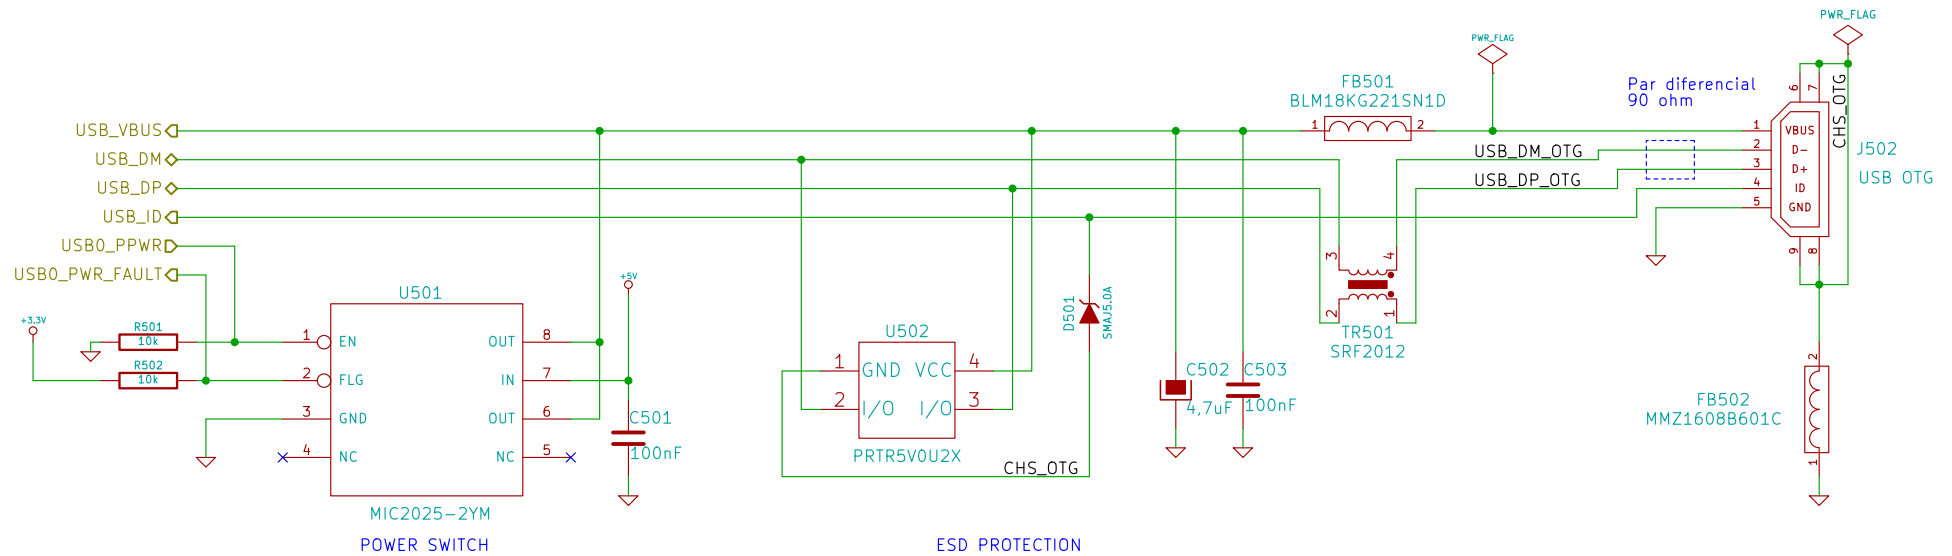 PWR_FLAG
PWR_FLAG
FB501
BLM18KG221SN1D
1
2
Par diferencial
90 ohm
6
7
CHS_OTG
USB_VBUS
USB_DM
USB_DP
USB_ID
USB0_PPWR
USB0_PWR_FAULT
USB_DM_OTG
USB_DP_OTG
1
2
3
4
5
VBUS
D-
D+
ID
GND
9
8
J502
USB OTG
+3.3V
R501
10k
R502
10k
U501
1
2
3
4
EN
FLG
GND
NC
OUT
IN
OUT
NC
8
7
6
5
MIC2025-2YM
POWER SWITCH
+5V
C501
100nF
U502
1
2
GND
I/O
VCC
I/O
4
3
PRTR5V0U2X
CHS_OTG
ESD PROTECTION
D501
SMAJ5.0A
C502
4,7uF
C503
100nF
3
4
2
1
TR501
SRF2012
2
FB502
MMZ1608B601C
1